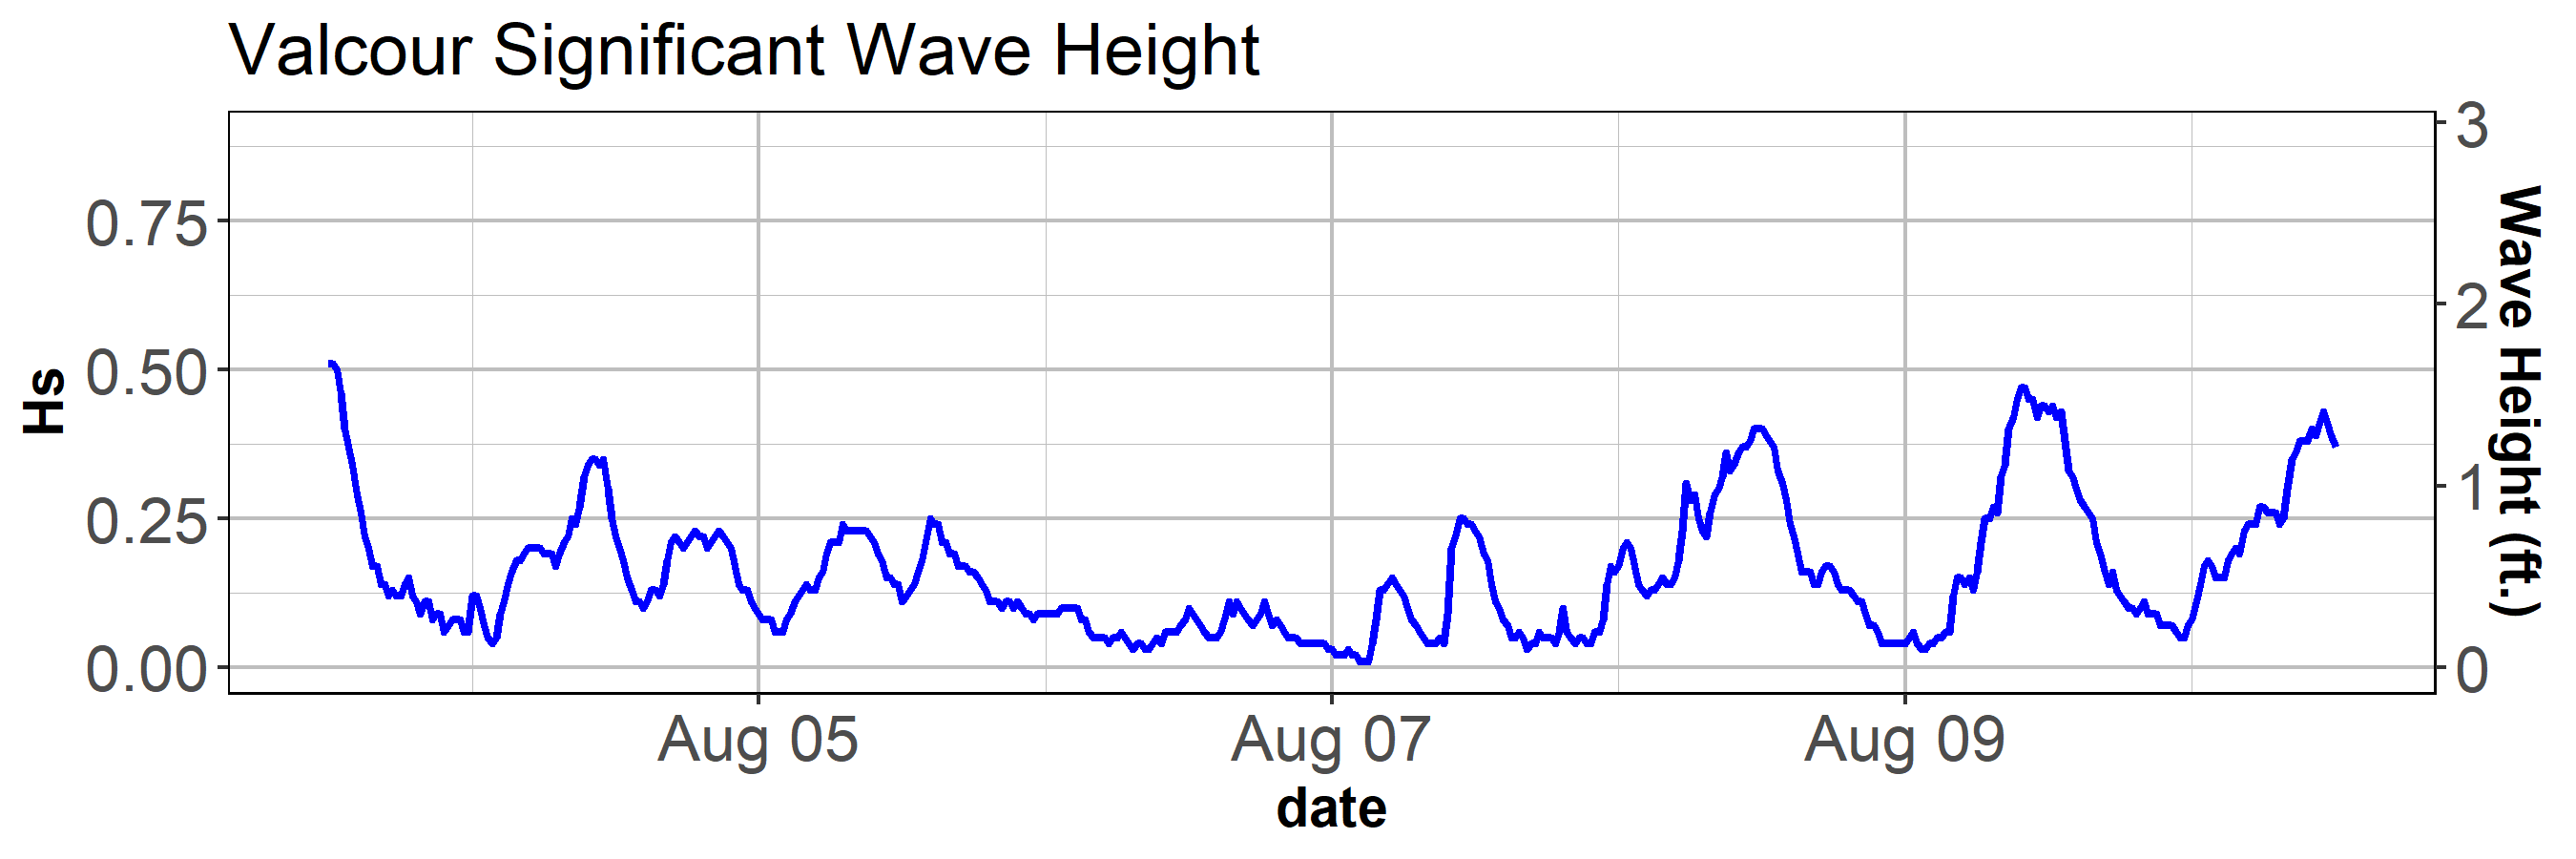 Valcour Significant Wave Height
Hs
0.75
0.50
0.25
0.00
3
2
1
0
Wave Height (ft.)
Aug 05
Aug 07
Aug 09
date